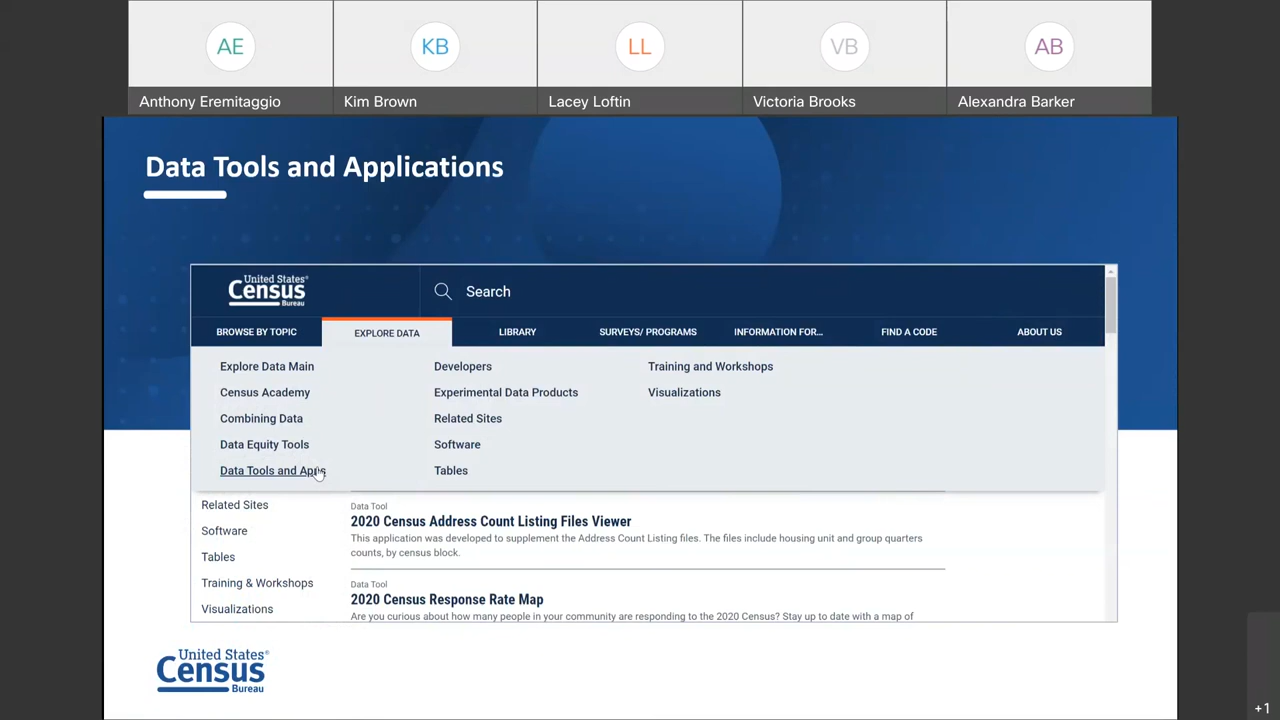 AE
KB
LL
VB
AB
Anthony Eremitaggio
Kim Brown
Lacey Loftin
Victoria Brooks
Alexandra Barker
Data Tools and Applications
United States®
Census
Bureau
Search
BROWSE BY TOPIC
EXPLORE DATA
LIBRARY
SURVEYS/ PROGRAMS
INFORMATION FOR...
FIND A CODE
ABOUT US
Explore Data Main
Census Academy
Combining Data
Data Equity Tools
Data Tools and Apps
Developers
Experimental Data Products
Related Sites
Software
Tables
Training and Workshops
Visualizations
Related Sites
Software
Tables
Training & Workshops
Visualizations
Data Tool
2020 Census Address Count Listing Files Viewer
This application was developed to supplement the Address Count Listing files. The files include housing unit and group quarters
counts, by census block.
Data Tool
2020 Census Response Rate Map
Are you curious about how many people in your community are responding to the 2020 Census? Stay up to date with a map of
United States®
Census
Bureau
+1